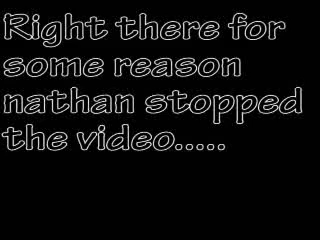 Right there for
some reason
nathan stopped
the video.....